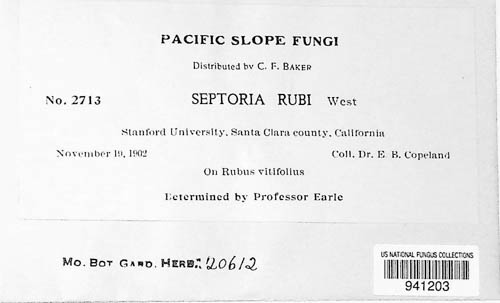 PACIFIC SLOPE FUNGI
Distributed by C. F. BAKER
No. 2713 SEPTORIA RUBI West
Stanford University, Santa Clara county, California
November 19, 1902 Coll. Dr. E. B. Copeland
On Rubus vitifolius
Determined by Professor Earle
MO. BOT GARD. HERB. 20612
US NATIONAL FUNGUS COLLECTIONS
941203